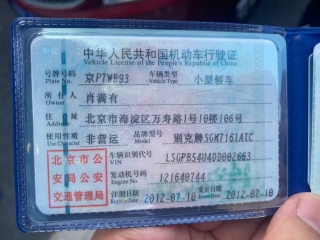 中华人民共和国机动车行驶证
Vehicle License of the People's Republic of China
号牌号码 京P7WB93 车辆类型 小型轿车
Plate No. Vehicle Type
所有人 肖满有
Owner
住址 北京市海淀区万寿路1号10楼106号
Address
使用性质 非营运 品牌型号 别克牌SGM7161ATC
Use Character Model
北京市公安局公安交通管理局
车辆识别代号 LSGPB54U4DD002663
VIN
发动机号码 121640744
Engine No.
注册日期 2012-07-10 发证日期 2012-07-10